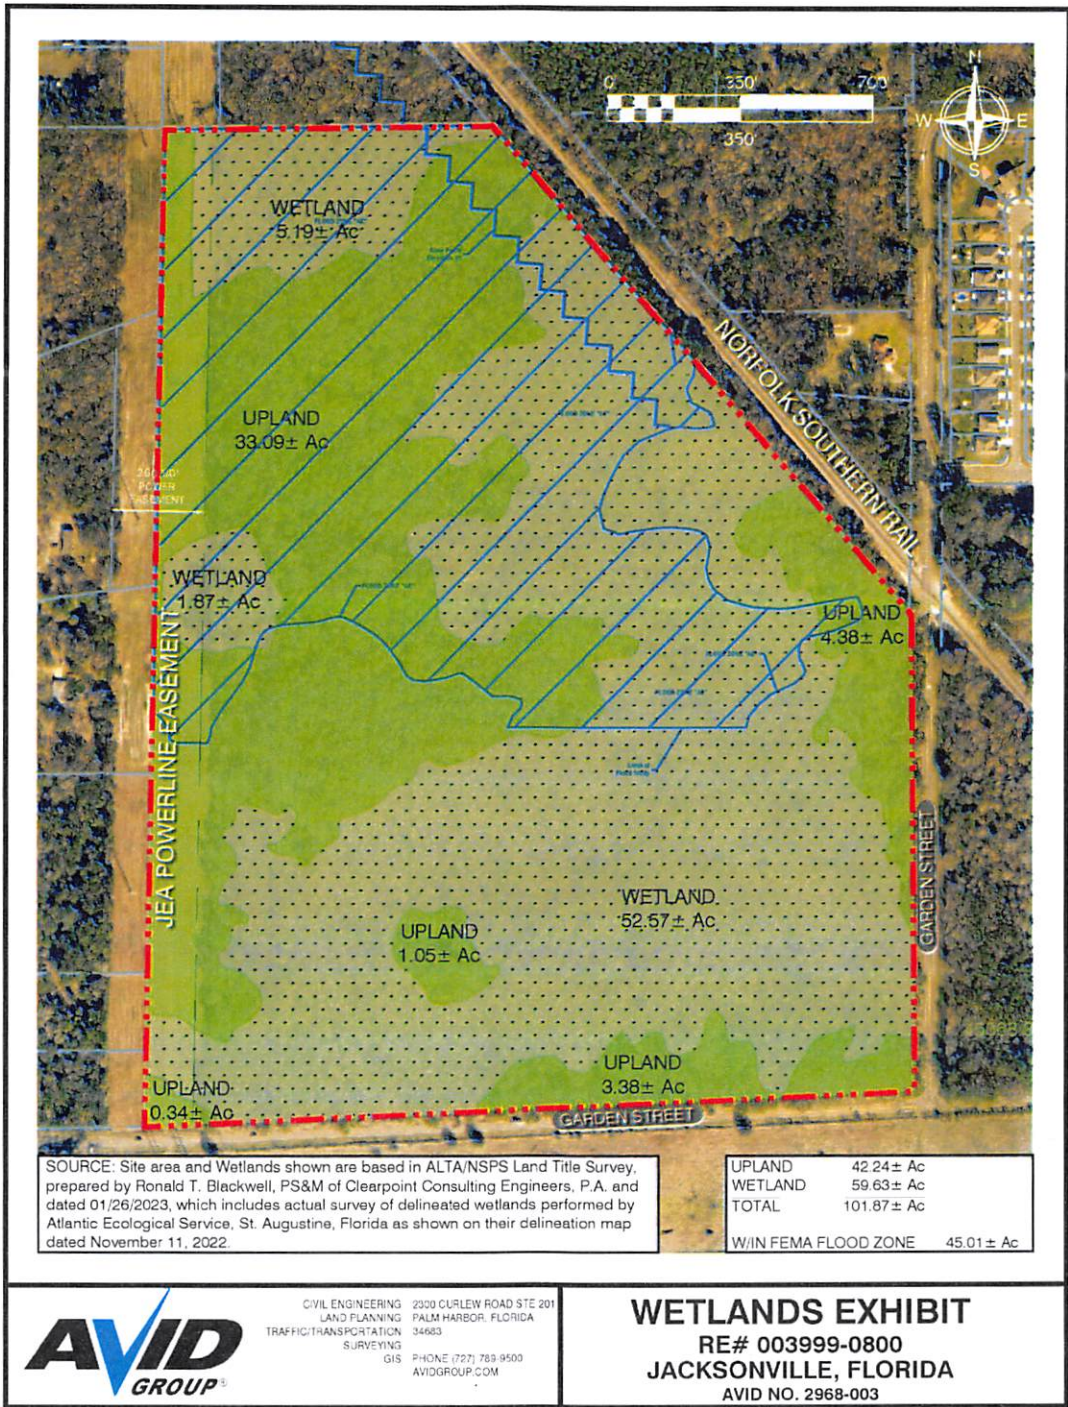 0'
350'
700'
350'
N
W
E
S
WETLAND
5.19± Ac
NORFOLK SOUTHERN RAIL
UPLAND
33.09± Ac
POWER
EASEMENT
WETLAND
1.87± Ac
UPLAND
4.38± Ac
JEA POWERLINE EASEMENT
GARDEN STREET
WETLAND
52.57± Ac
UPLAND
1.05± Ac
UPLAND
3.38± Ac
UPLAND
0.34± Ac
GARDEN STREET
SOURCE: Site area and Wetlands shown are based in ALTA/NSPS Land Title Survey,
prepared by Ronald T. Blackwell, PS&M of Clearpoint Consulting Engineers, P.A. and
dated 01/26/2023, which includes actual survey of delineated wetlands performed by
Atlantic Ecological Service, St. Augustine, Florida as shown on their delineation map
dated November 11, 2022.
UPLAND 42.24± Ac
WETLAND 59.63± Ac
TOTAL 101.87± Ac
W/IN FEMA FLOOD ZONE 45.01± Ac
AVID
GROUP®
CIVIL ENGINEERING
LAND PLANNING
TRAFFIC/TRANSPORTATION
SURVEYING
GIS
2300 CURLEW ROAD STE 201
PALM HARBOR, FLORIDA
34683
PHONE (727) 789-9500
AVIDGROUP.COM
WETLANDS EXHIBIT
RE# 003999-0800
JACKSONVILLE, FLORIDA
AVID NO. 2968-003